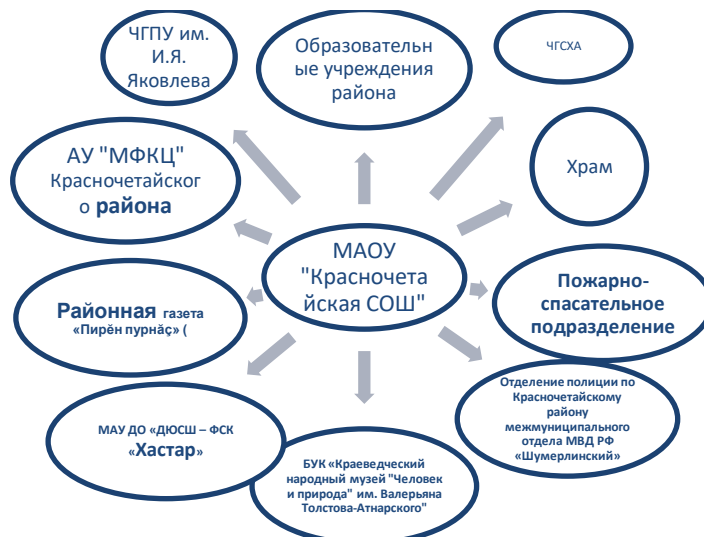 ЧГПУ им.
И.Я.
Яковлева
Образовательн
ые учреждения
района
ЧГСХА
АУ "МФКЦ"
Красночетайског
о района
Храм
МАОУ
"Красночета
йская СОШ"
Районная газета
«Пирӗн пурнӑҫ» (
Пожарно-
спасательное
подразделение
Отделение полиции по
Красночетайскому
району
межмуниципального
отдела МВД РФ
«Шумерлинский»
МАУ ДО «ДЮСШ – ФСК
«Хастар»
БУК «Краеведческий
народный музей "Человек
и природа" им. Валерьяна
Толстова-Атнарского"